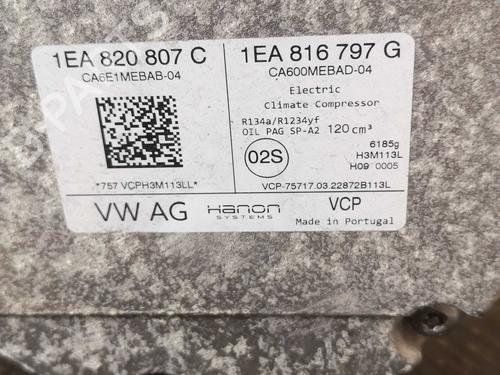 1EA 820 807 C
CA6E1MEBAB-04
*757 VCPH3M113LL*
VW AG
1EA 816 797 G
CA600MEBAD-04
Electric
Climate Compressor
R134a/R1234yf
OIL PAG SP-A2 120 cm³
02S
6185g
H3M113L
H09 0005
VCP-75717.03.22872B113L
Hanon
SYSTEMS
VCP
Made in Portugal